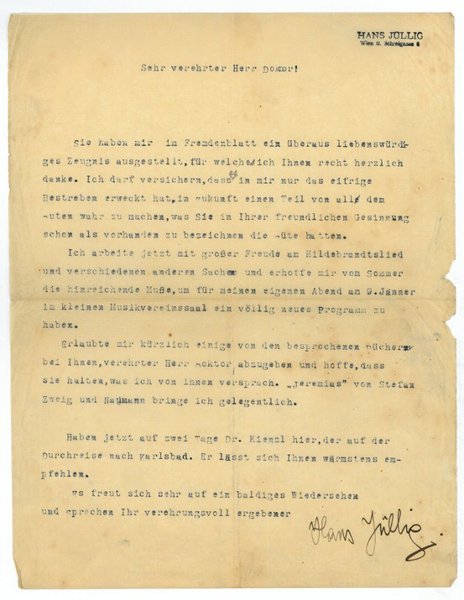 HANS JÜLLIG
Wien II. Schreigasse 6
Sehr verehrter Herr Doktor!
Sie haben mir im Fremdenblatt ein überaus liebenswürdi
ges Zeugnis ausgestellt, für welches ich Ihnen recht herzlich
danke. Ich darf versichern, dass es in mir nur das eifrige
Bestreben erweckt hat, in Zukunft einen Teil von all dem
Guten wahr zu machen, was Sie in Ihrer freundlichen Gesinnung
schon als vorhanden zu bezeichnen die Güte hatten.
Ich arbeite jetzt mit großer Freude am Hildebrandtslied
und verschiedenen anderen Sachen und erhoffe mir vom Sommer
die hinreichende Muße, um für meinen eigenen Abend am 9. Jänner
im kleinen Musikvereinssaal ein völlig neues Programm zu
haben.
Erlaubte mir kürzlich einige von den besprochenen Büchern
bei Ihnen, verehrter Herr Doktor, abzugeben und hoffe, dass
sie halten, was ich von ihnen versprach. „Jeremias" von Stefan
Zweig und Naumann bringe ich gelegentlich.
Haben jetzt auf zwei Tage Dr. Kienzl hier, der auf der
Durchreise nach Karlsbad. Er lässt sich Ihnen wärmstens em-
pfehlen.
Es freut sich sehr auf ein baldiges Wiedersehen
und sprechen Ihr verehrungsvoll ergebener
Hans Jüllig.